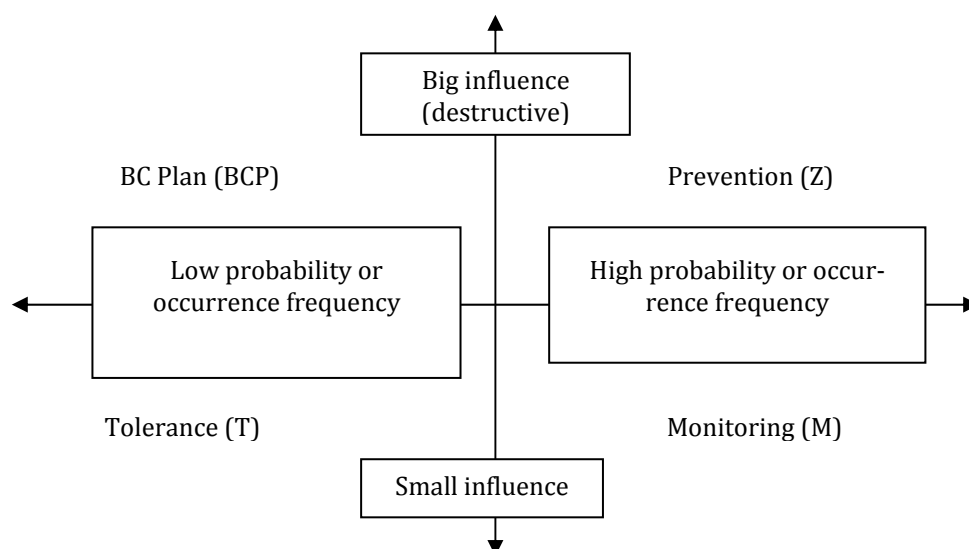 Big influence
(destructive)
BC Plan (BCP)
Prevention (Z)
Low probability or
occurrence frequency
High probability or occur-
rence frequency
Tolerance (T)
Monitoring (M)
Small influence